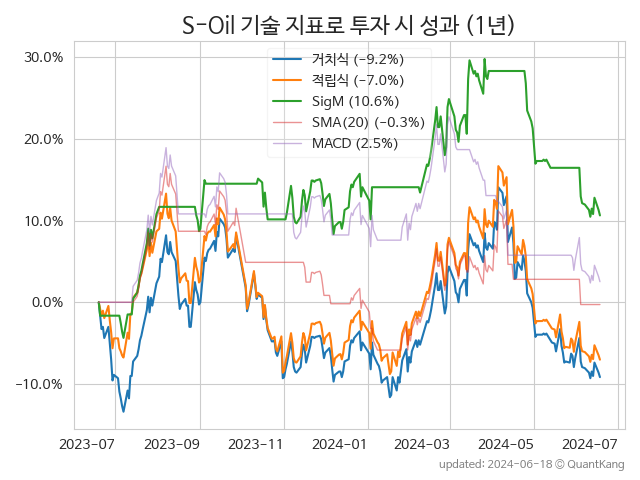 S-Oil 기술 지표로 투자 시 성과 (1년)
30.0%
20.0%
10.0%
0.0%
-10.0%
거치식 (-9.2%)
적립식 (-7.0%)
SigM (10.6%)
SMA(20) (-0.3%)
MACD (2.5%)
2023-07 2023-09 2023-11 2024-01 2024-03 2024-05 2024-07
updated: 2024-06-18 © QuantKang